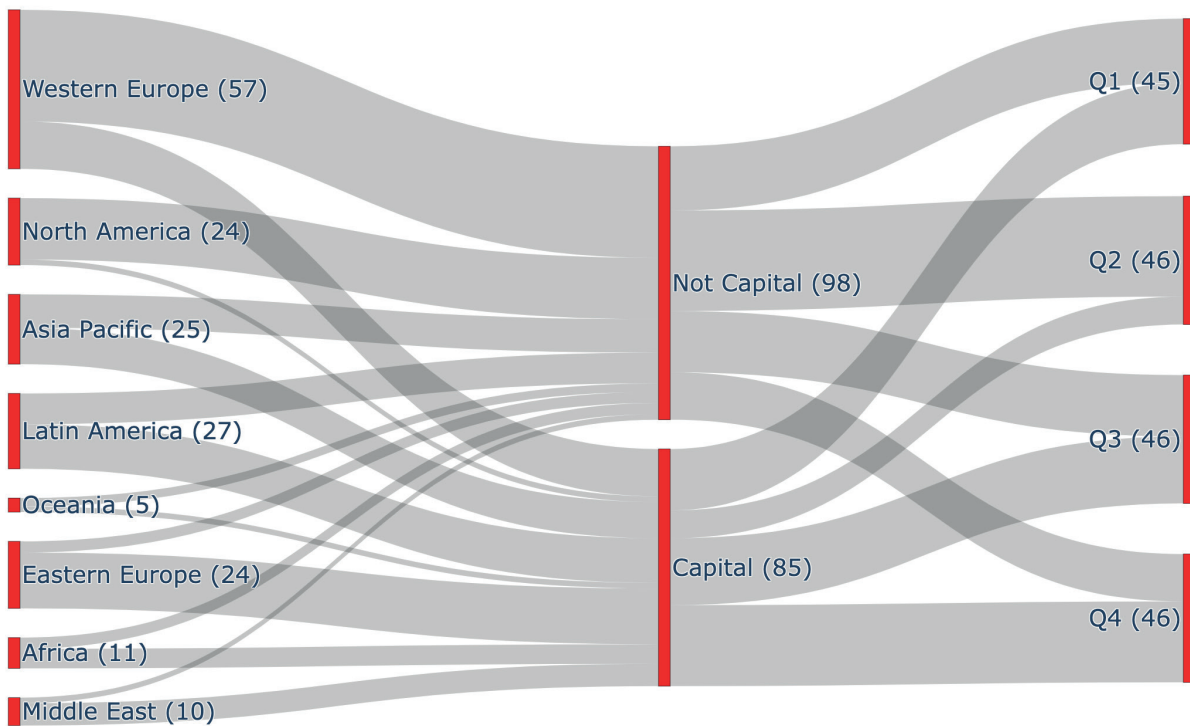 Western Europe (57)
North America (24)
Asia Pacific (25)
Latin America (27)
Oceania (5)
Eastern Europe (24)
Africa (11)
Middle East (10)
Not Capital (98)
Capital (85)
Q1 (45)
Q2 (46)
Q3 (46)
Q4 (46)